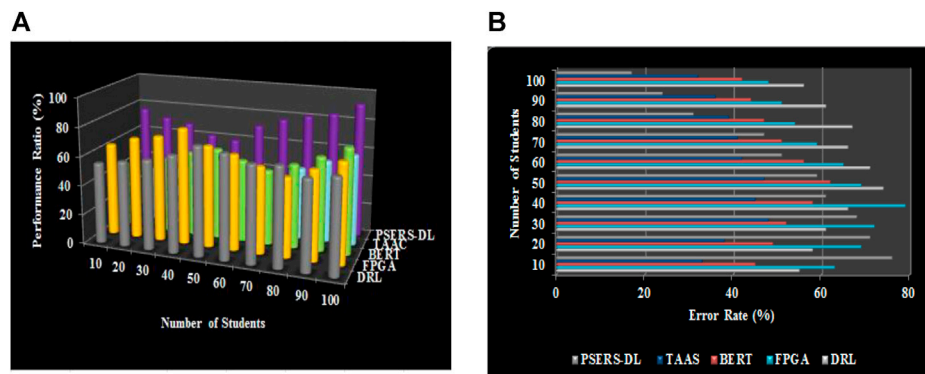 A
Performance Ratio (%)
100
80
60
40
20
0
10 20 30 40 50 60 70 80 90 100
PSERS-DL
TAAC
BERT
FPGA
DRL
Number of Students
B
Number of Students
100
90
80
70
60
50
40
30
20
10
0 20 40 60 80
Error Rate (%)
PSERS-DL TAAS BERT FPGA DRL